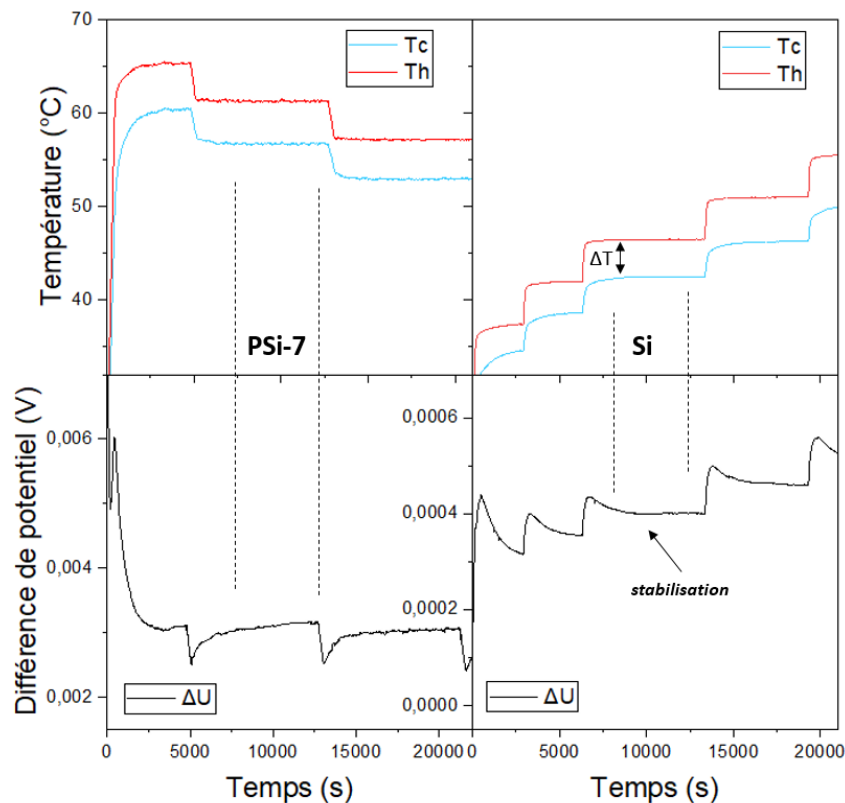 70
60
50
40
Température (°C)
Tc
Th
PSi-7
Tc
Th
ΔT
Si
Différence de potentiel (V)
0,006
0,004
0,002
ΔU
0,0006
0,0004
0,0002
0,0000
stabilisation
ΔU
0 5000 10000 15000 20000
0 5000 10000 15000 20000
Temps (s)
Temps (s)